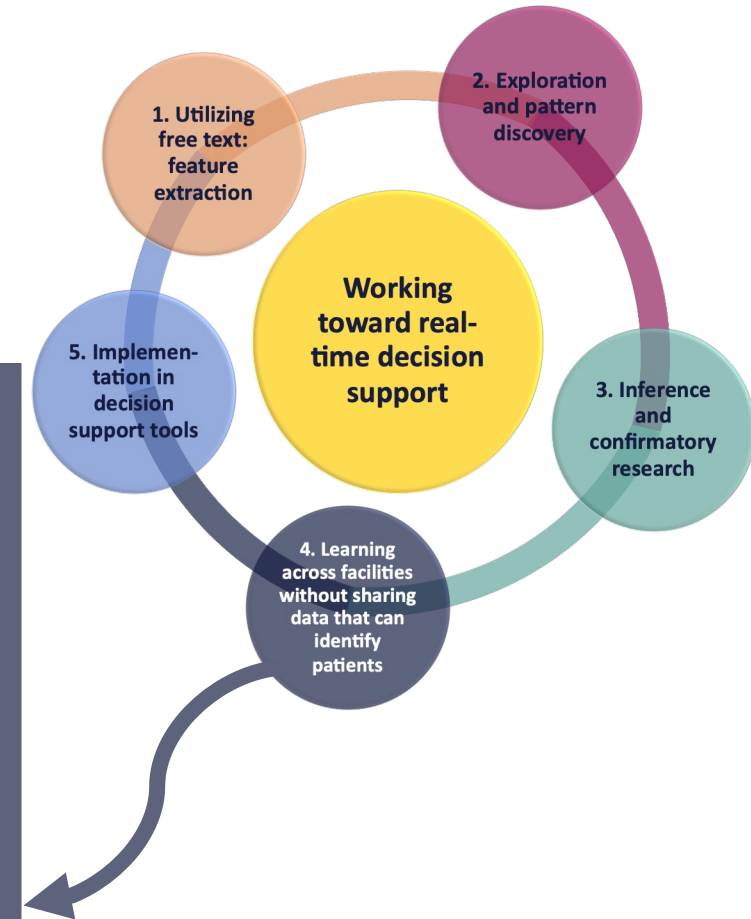 1. Utilizing
free text:
feature
extraction
2. Exploration
and pattern
discovery
Working
toward real-
time decision
support
3. Inference
and
confirmatory
research
4. Learning
across facilities
without sharing
data that can
identify
patients
5. Implemen-
tation in
decision
support tools